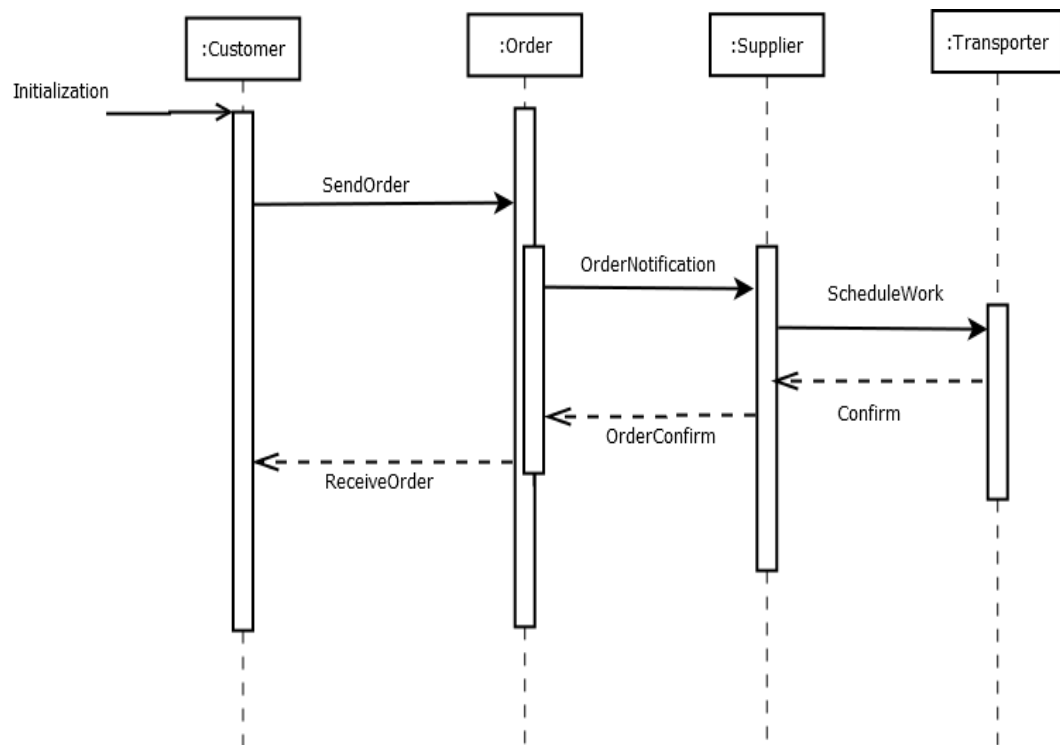 :Customer
:Order
:Supplier
:Transporter
Initialization
SendOrder
OrderNotification
ScheduleWork
Confirm
OrderConfirm
ReceiveOrder